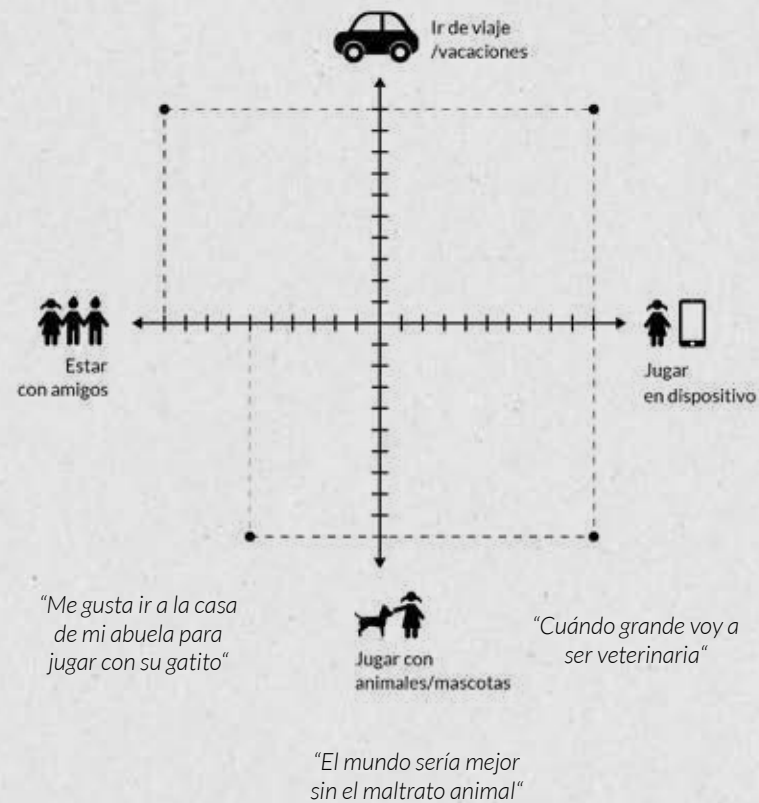 Ir de viaje
/vacaciones
Estar
con amigos
Jugar
en dispositivo
“Me gusta ir a la casa
de mi abuela para
jugar con su gatito“
Jugar con
animales/mascotas
“Cuándo grande voy a
ser veterinaria“
“El mundo sería mejor
sin el maltrato animal“